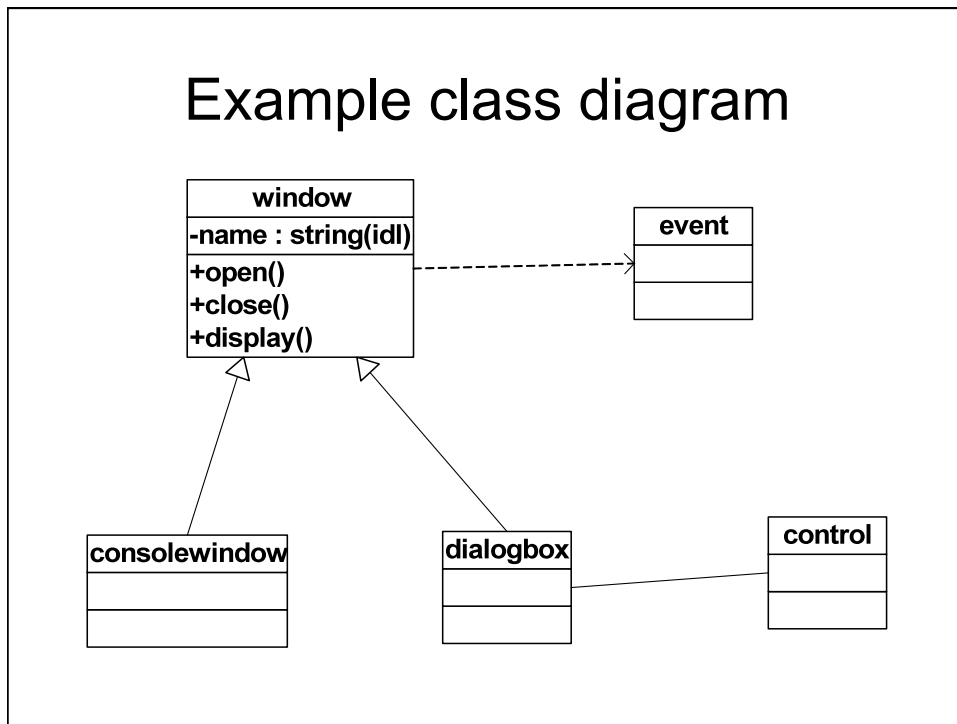 Example class diagram
window
-name : string(idl)
+open()
+close()
+display()
event
consolewindow
dialogbox
control